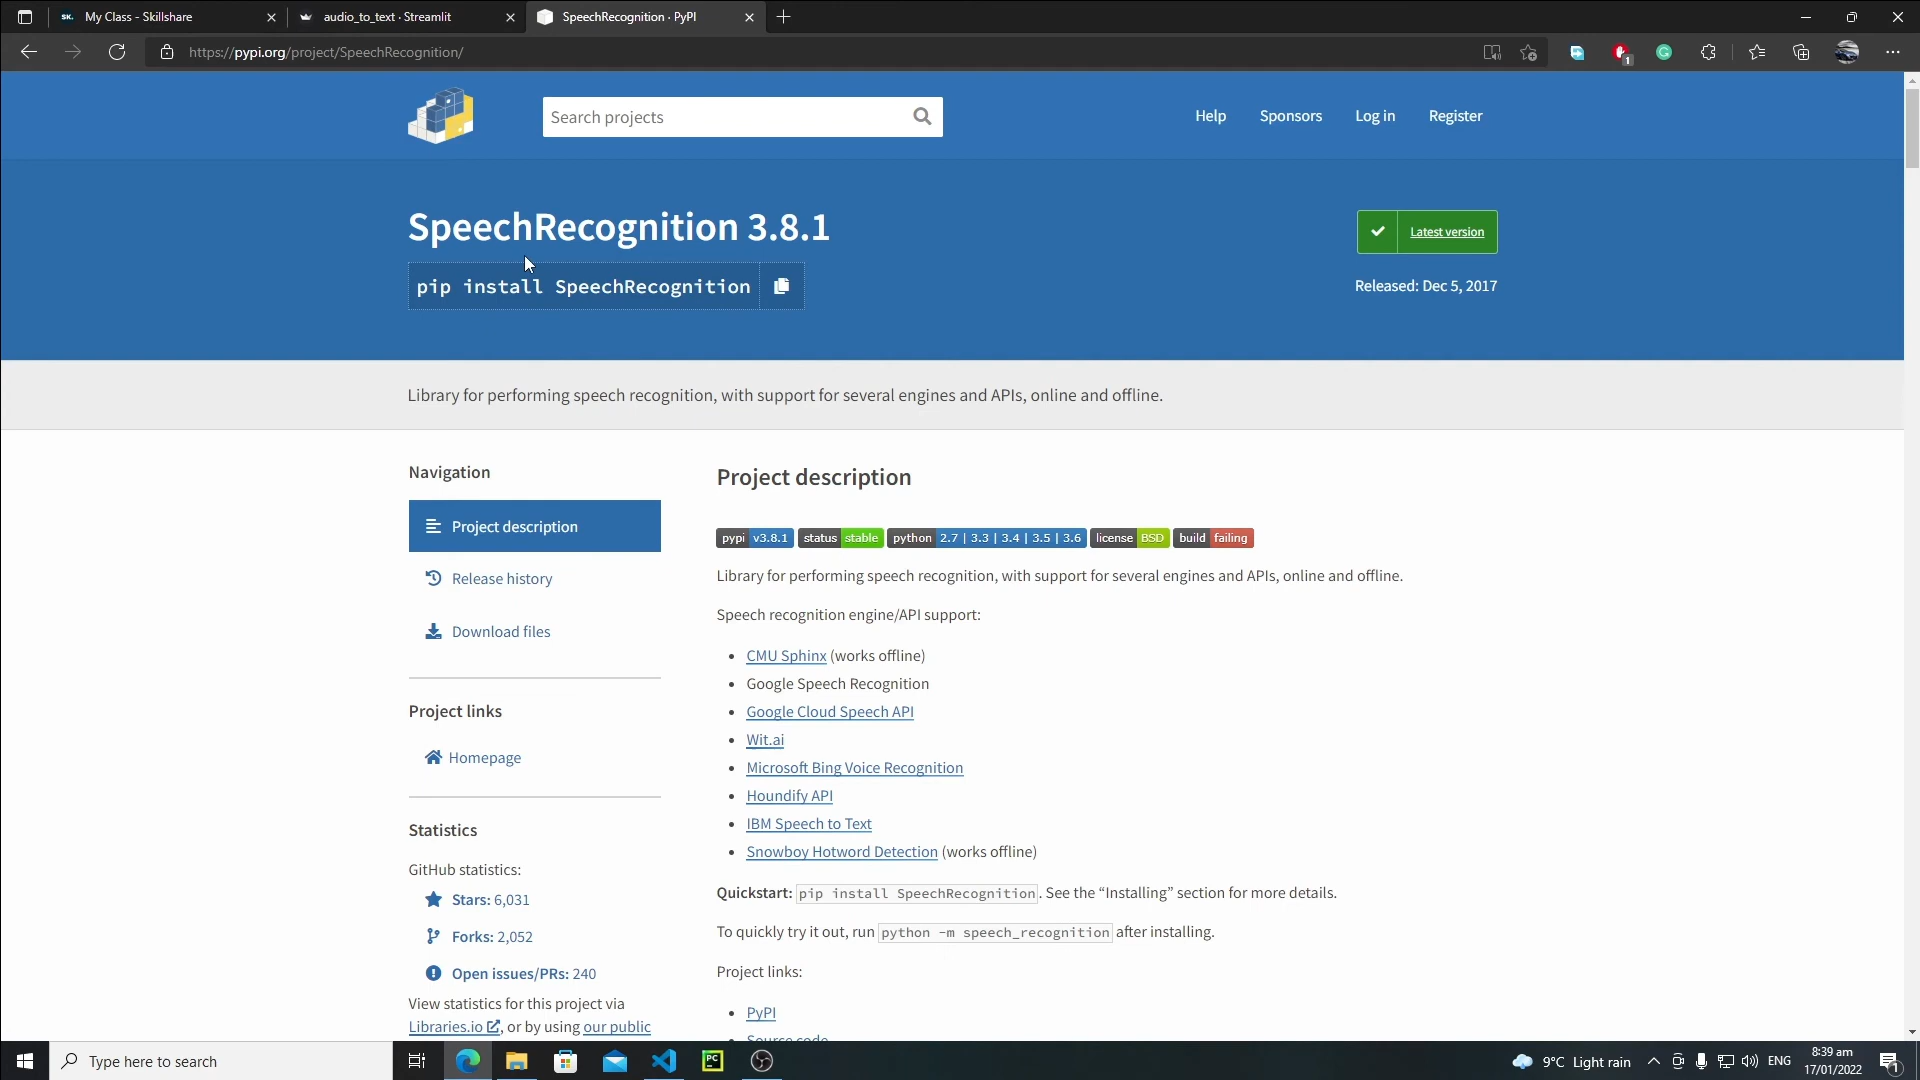 My Class - Skillshare
audio_to_text · Streamlit
SpeechRecognition · PyPI
https://pypi.org/project/SpeechRecognition/
1
Search projects
Help
Sponsors
Log in
Register
SpeechRecognition 3.8.1
Latest version
pip install SpeechRecognition
Released: Dec 5, 2017
Library for performing speech recognition, with support for several engines and APIs, online and offline.
Navigation
Project description
Release history
Download files
Project links
Homepage
Statistics
GitHub statistics:
Stars: 6,031
Forks: 2,052
Open issues/PRs: 240
View statistics for this project via
Libraries.io, or by using our public
Project description
pypi v3.8.1 status stable python 2.7 | 3.3 | 3.4 | 3.5 | 3.6 license BSD build failing
Library for performing speech recognition, with support for several engines and APIs, online and offline.
Speech recognition engine/API support:
• CMU Sphinx (works offline)
• Google Speech Recognition
• Google Cloud Speech API
• Wit.ai
• Microsoft Bing Voice Recognition
• Houndify API
• IBM Speech to Text
• Snowboy Hotword Detection (works offline)
Quickstart: pip install SpeechRecognition. See the “Installing” section for more details.
To quickly try it out, run python -m speech_recognition after installing.
Project links:
• PyPI
• Source code
Type here to search
PC
9°C Light rain
ENG
8:39 am
17/01/2022
1